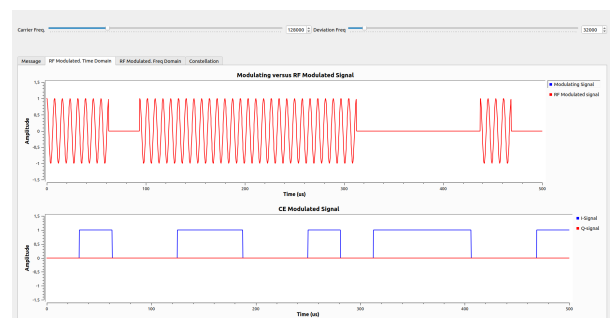 Carrier Freq. 128000 Deviation Freq 32000
Message RF Modulated. Time Domain RF Modulated. Freq Domain Constellation
Modulating versus RF Modulated Signal
Modulating Signal
RF Modulated signal
Amplitude
1,5
1
0,5
0
-0,5
-1
-1,5
0 100 200 300 400 500
Time (us)
CE Modulated Signal
I-Signal
Q-signal
Amplitude
1,5
1
0,5
0
-0,5
-1
-1,5
0 100 200 300 400 500
Time (us)